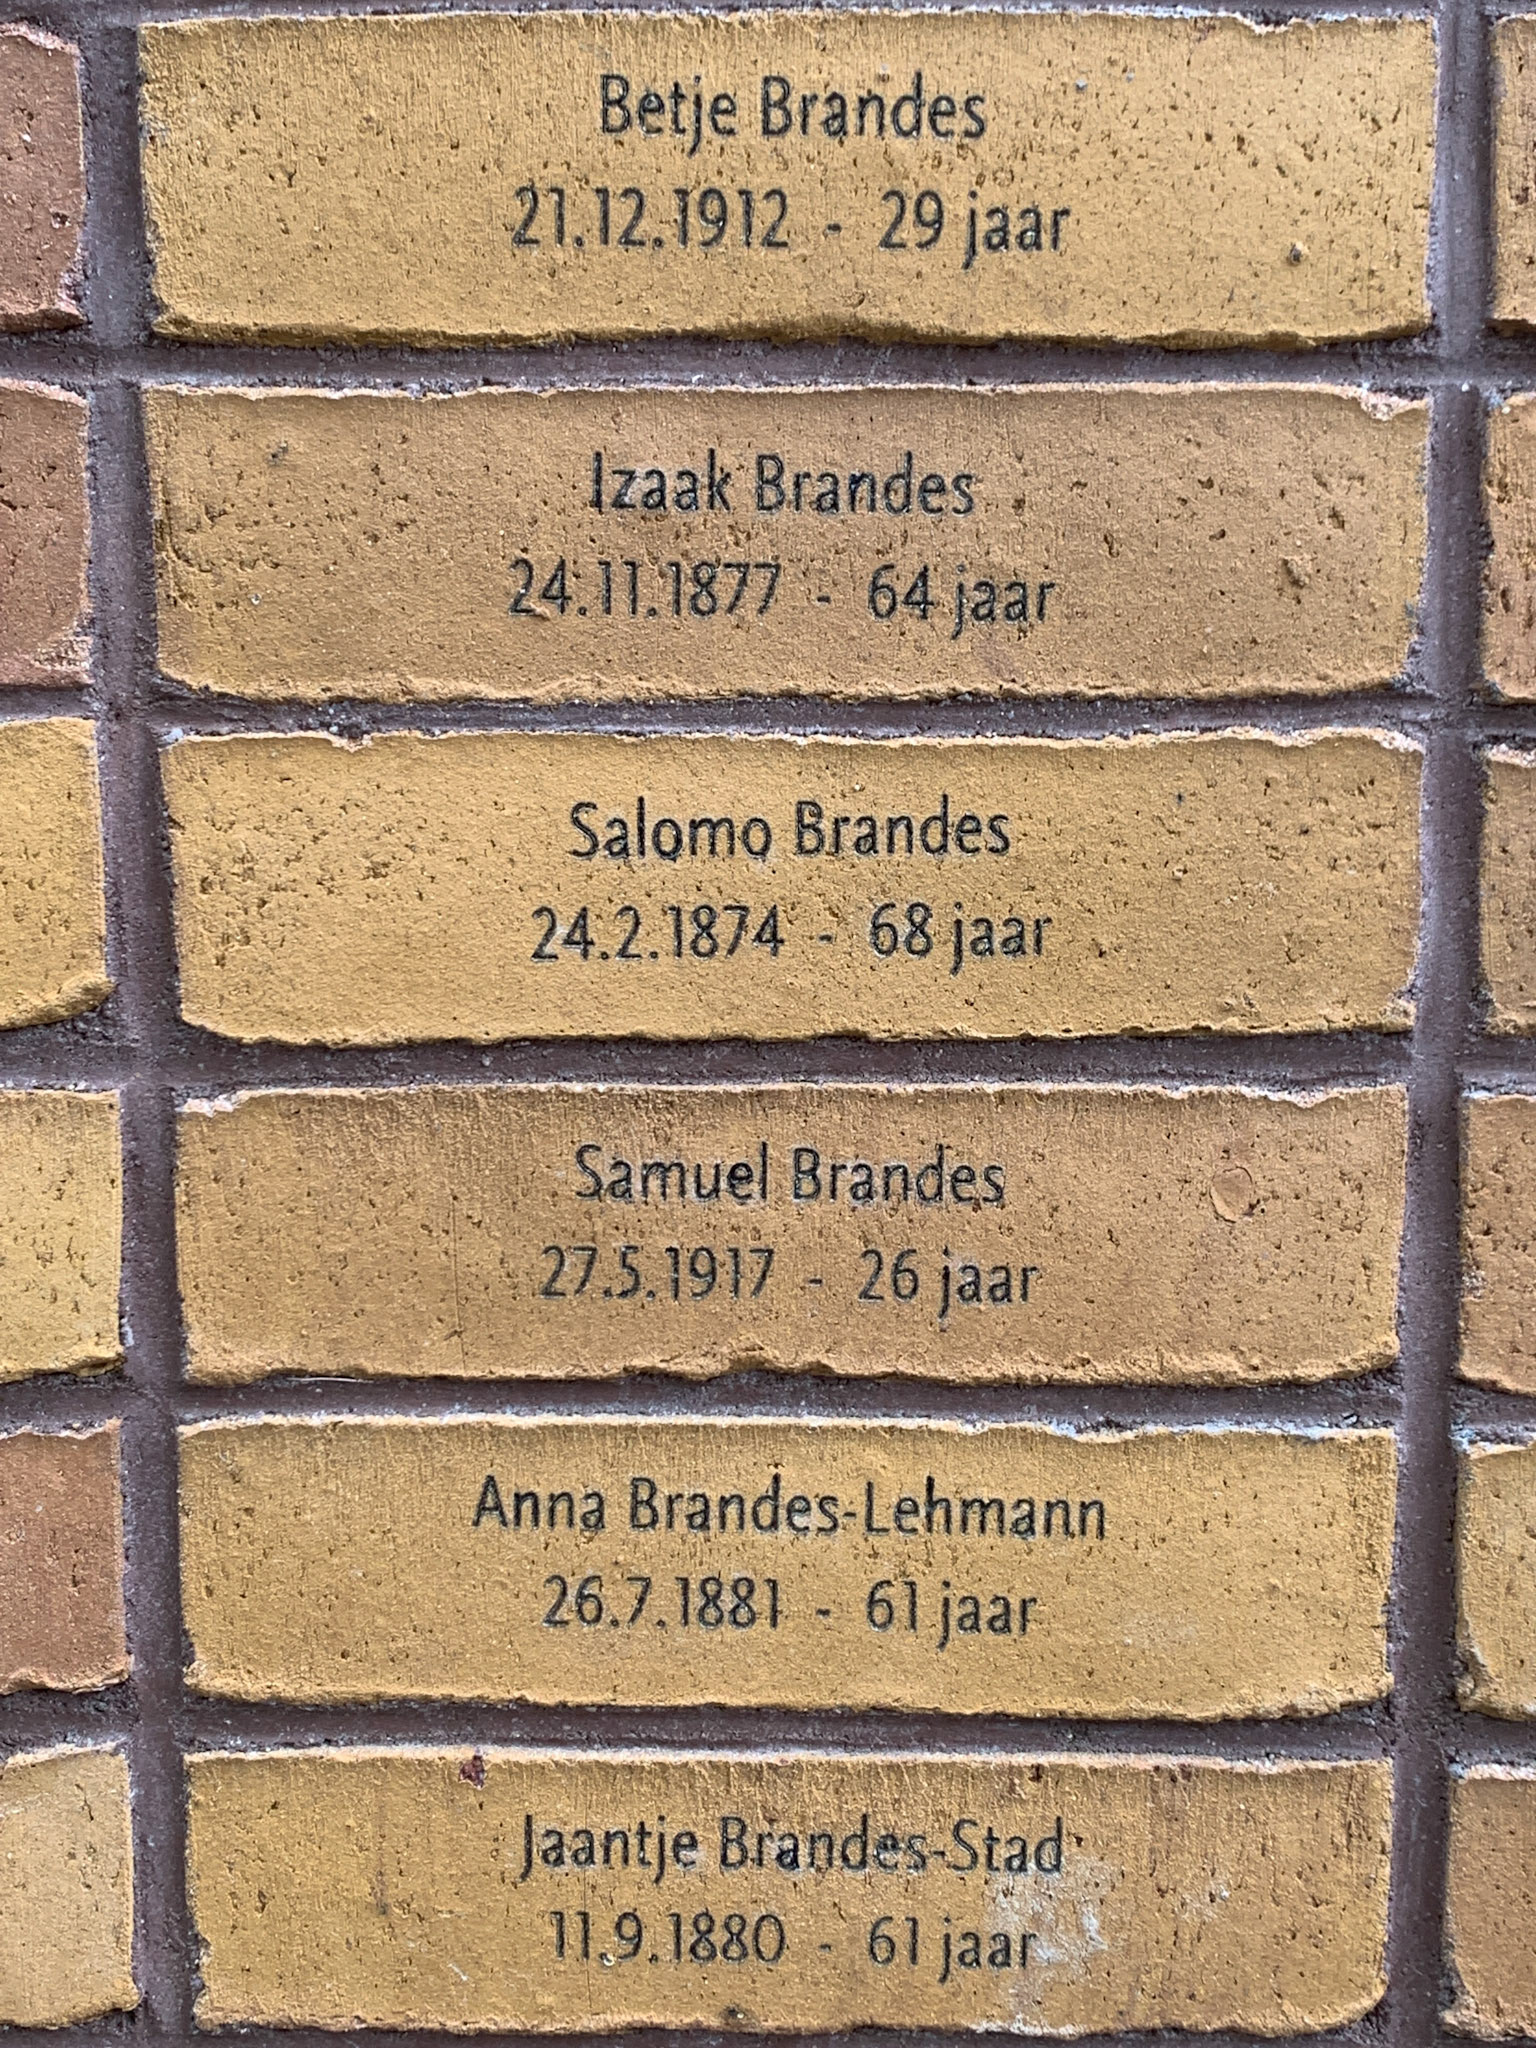 Betje Brandes
21.12.1912 - 29 jaar
Izaak Brandes
24.11.1877 - 64 jaar
Salomo Brandes
24.2.1874 - 68 jaar
Samuel Brandes
27.5.1917 - 26 jaar
Anna Brandes-Lehmann
26.7.1881 - 61 jaar
Jaantje Brandes-Stad
11.9.1880 - 61 jaar